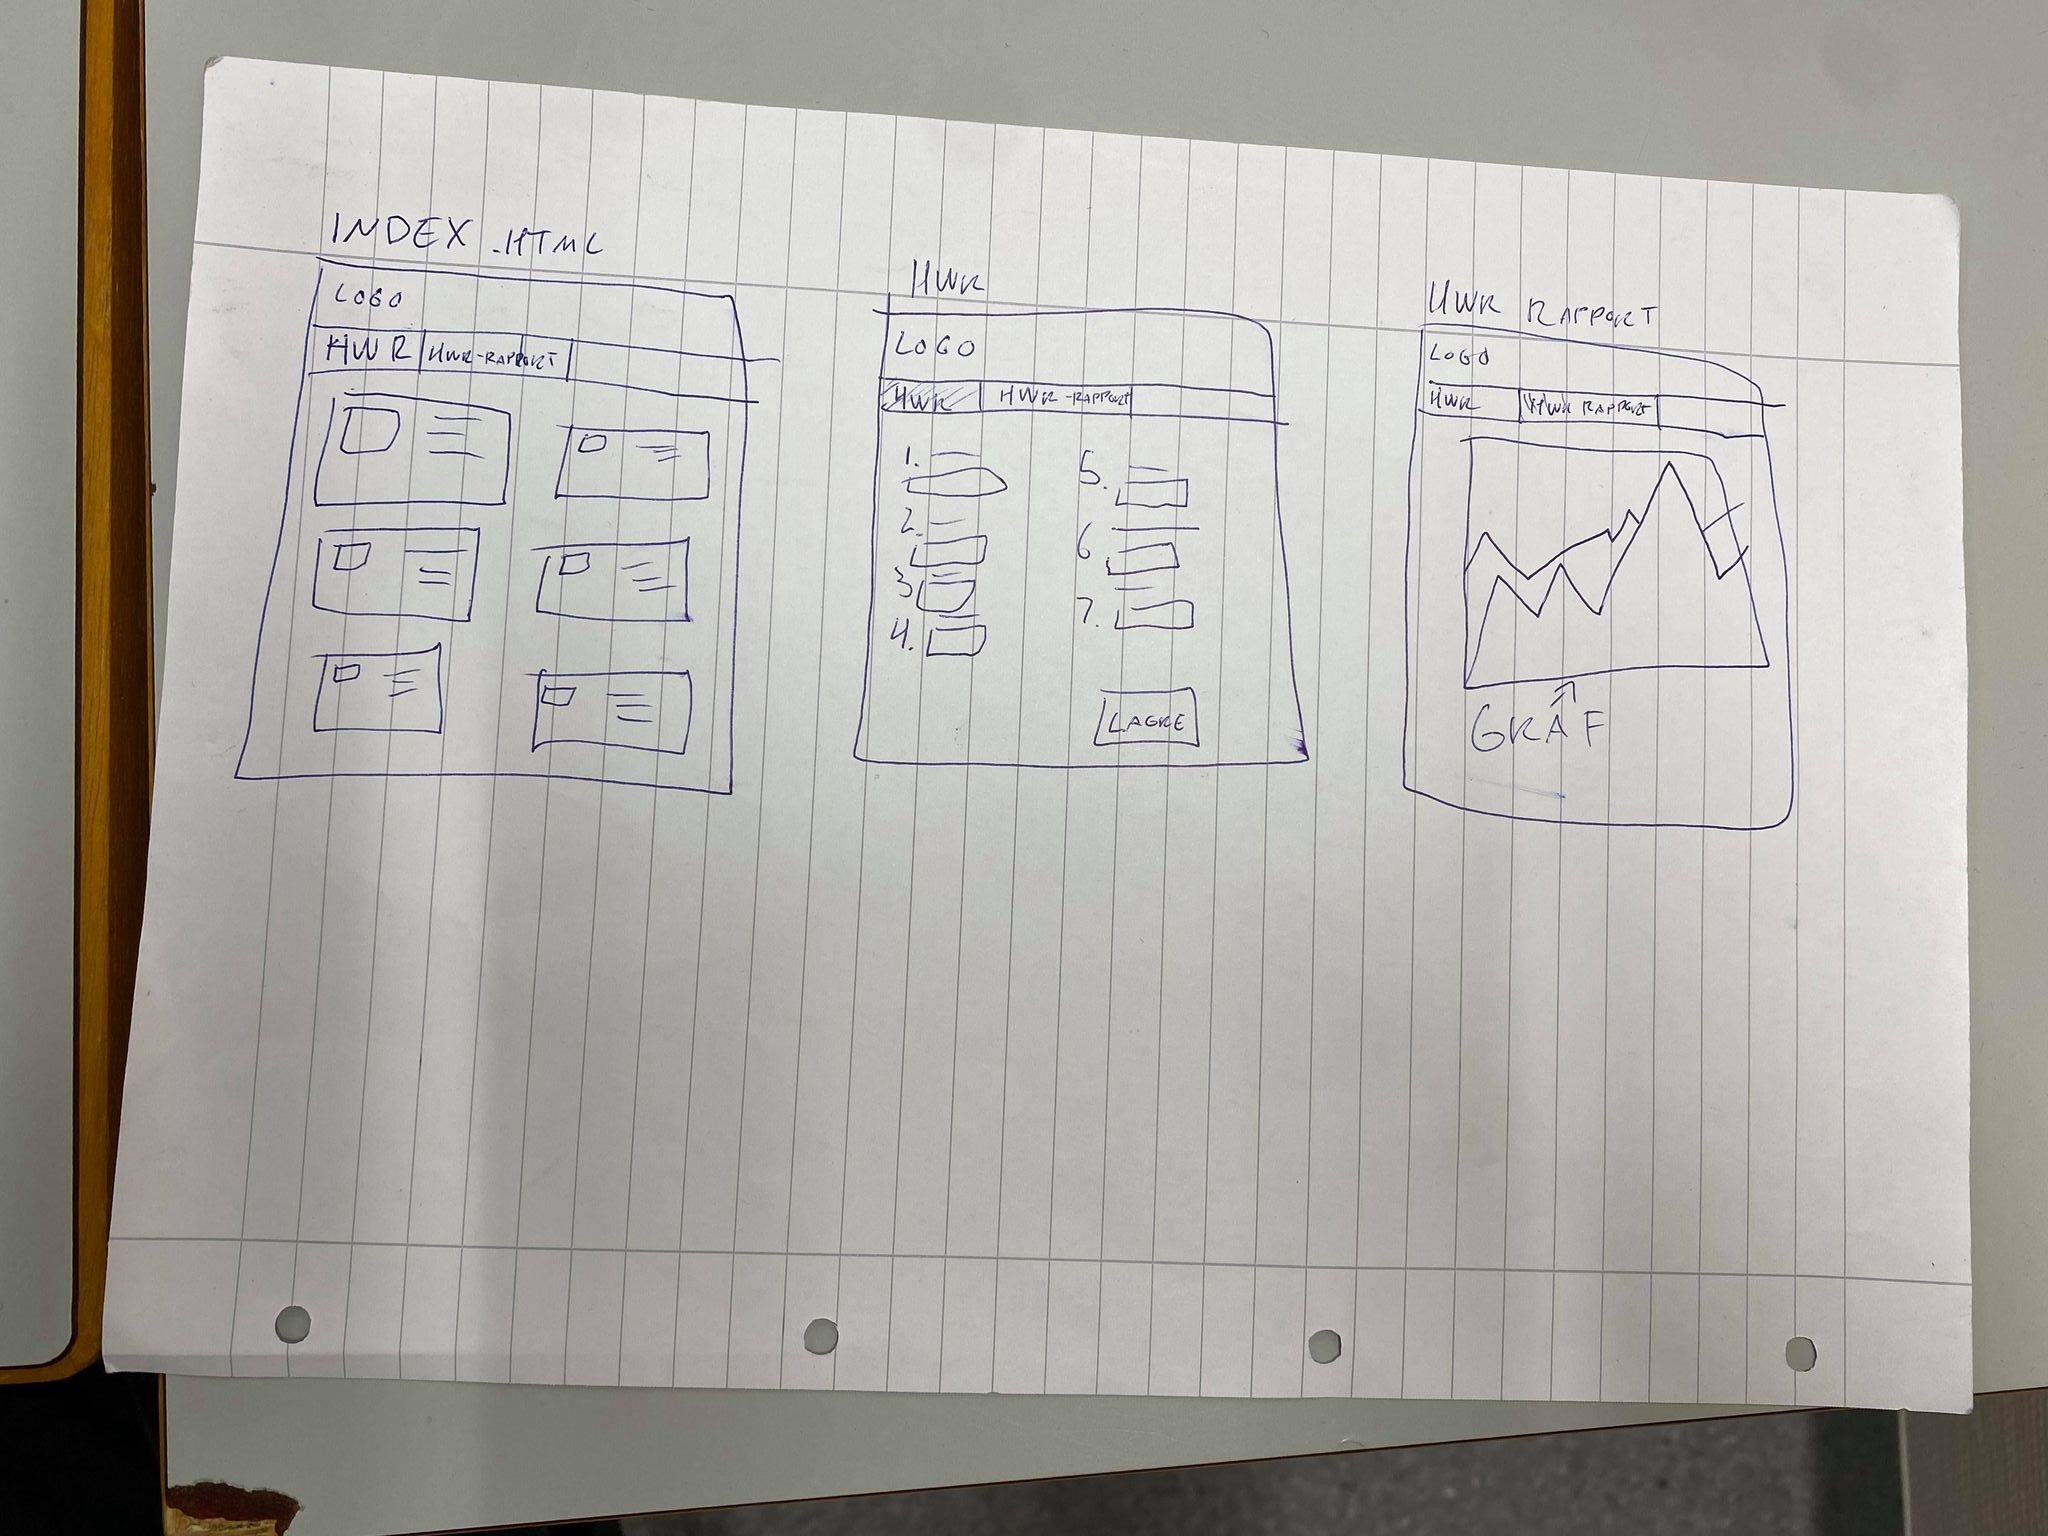 INDEX.HTML
LOGO
HWR HWR-RAPPORT
HWR
LOGO
HWR HWR-RAPPORT
1.
2.
3
4.
5.
6
7.
LAGRE
HWR RAPPORT
LOGO
HWR HWR RAPPORT
GRAF